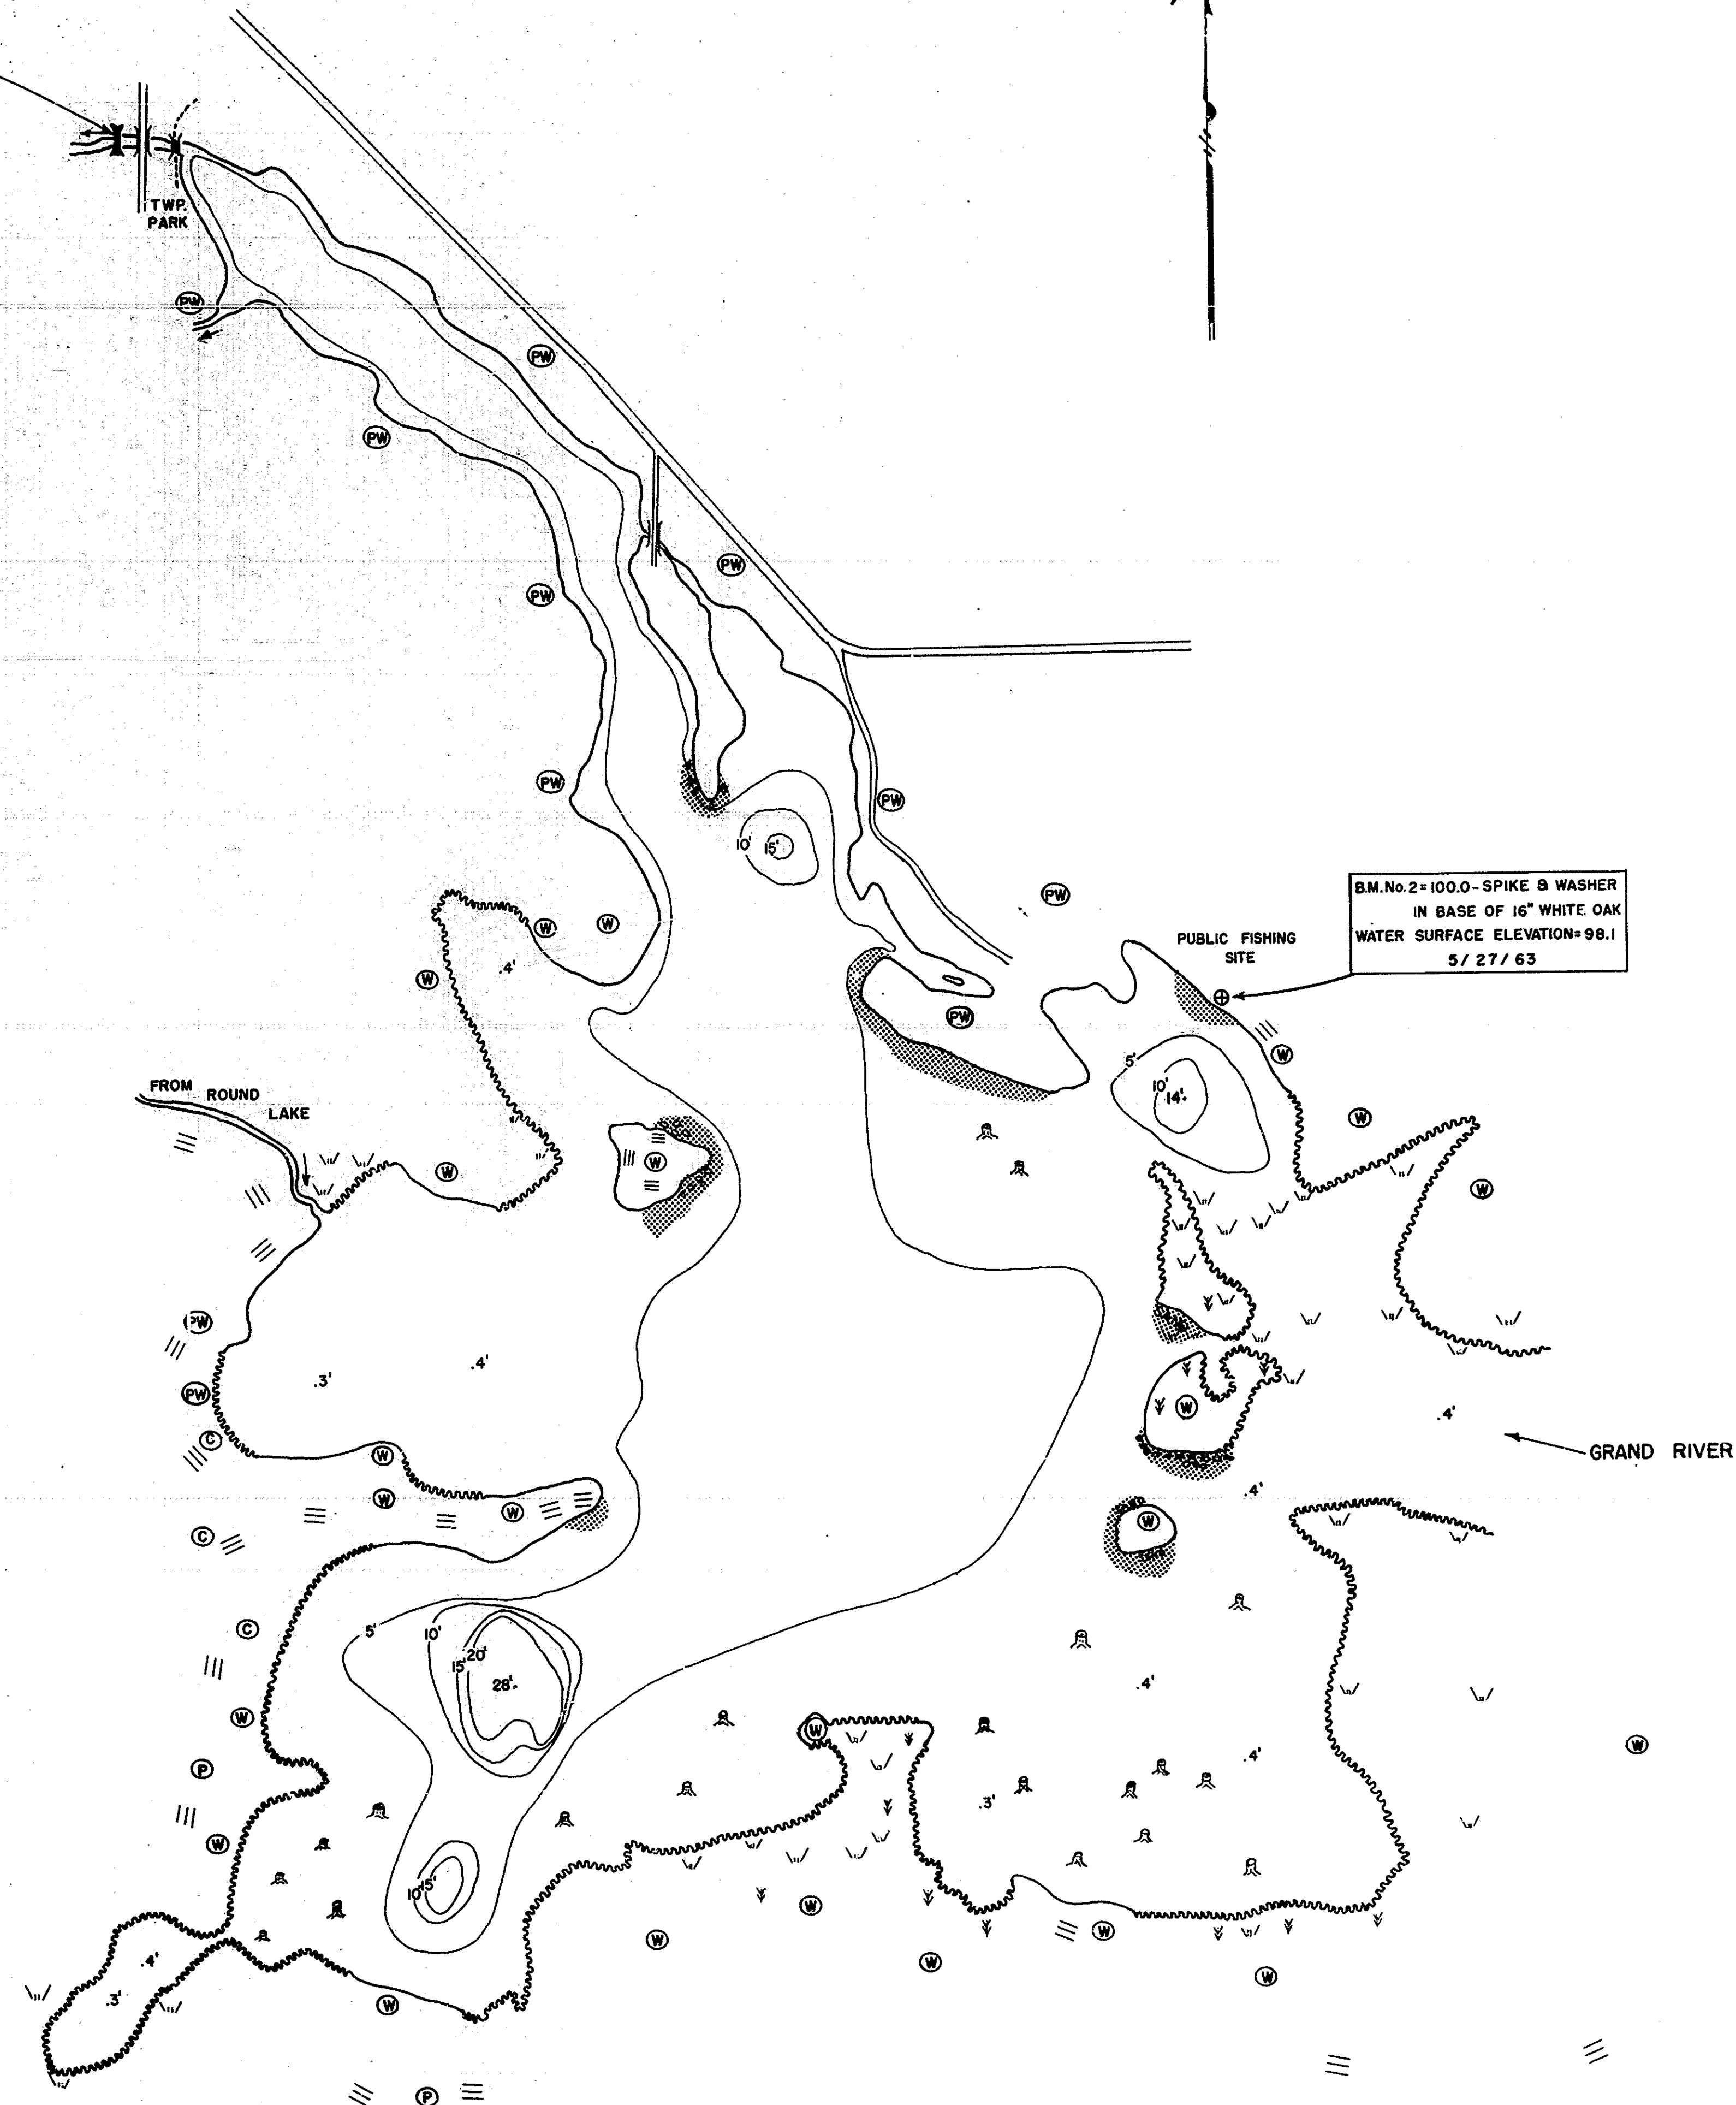 TWP.
PARK
PW
PW
PW
PW
PW
PW
PW
10' 15'
PW
B.M. No. 2 = 100.0 - SPIKE & WASHER
IN BASE OF 16" WHITE OAK
WATER SURFACE ELEVATION = 98.1
5/27/63
PUBLIC FISHING
SITE
W
W
.4'
W
PW
W
5'
10'
14'
FROM ROUND LAKE
W
W
W
W
PW
.3'
.4'
PW
W
.4'
C
W
GRAND RIVER
W
W
.4'
C
W
C
5'
10'
20'
15'
28'
.4'
W
W
W
.4'
P
.3'
W
10' 15'
W
W
W
W
.4'
.3'
W
W
P